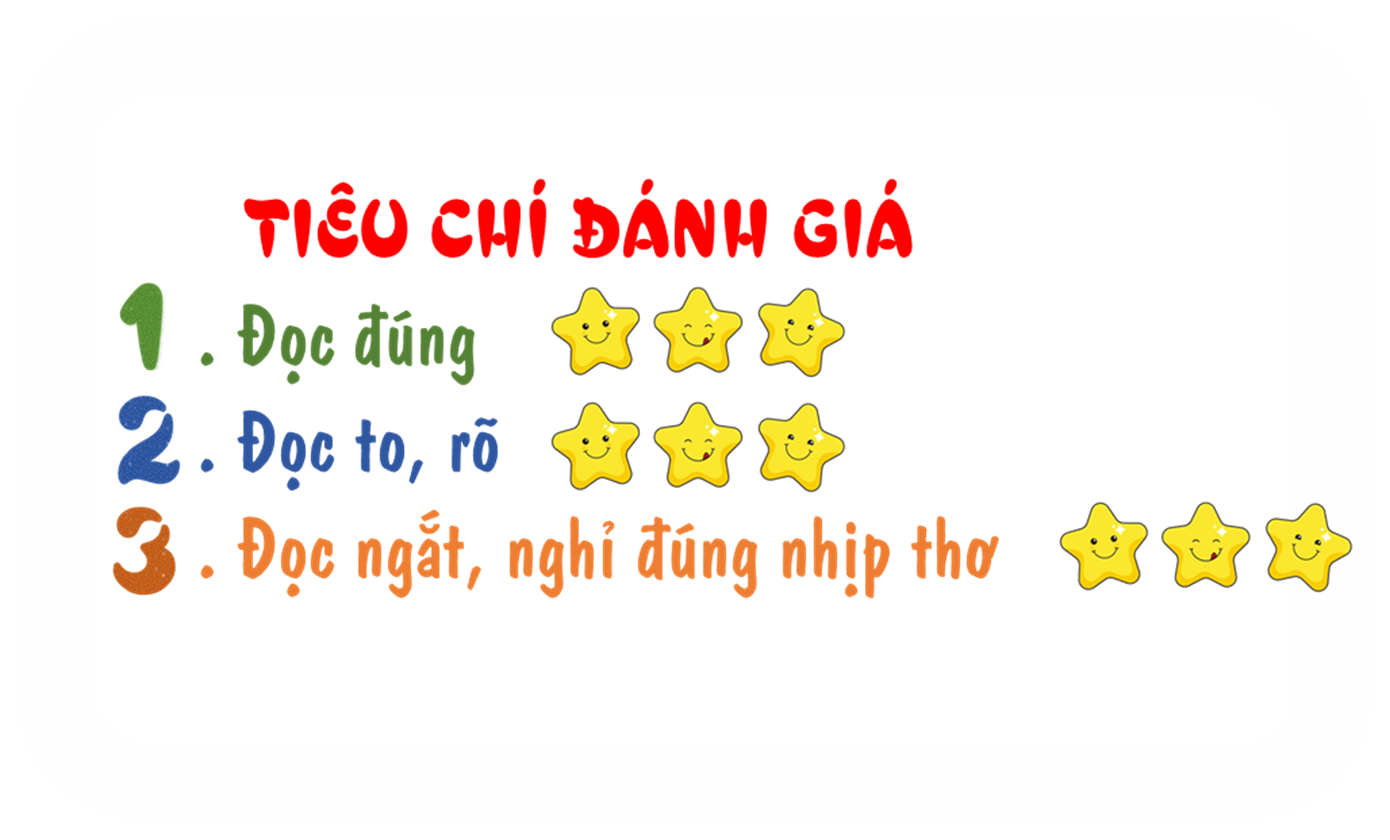 TIÊU CHÍ ĐÁNH GIÁ
1. Đọc đúng
2. Đọc to, rõ
3. Đọc ngắt, nghỉ đúng nhịp thơ